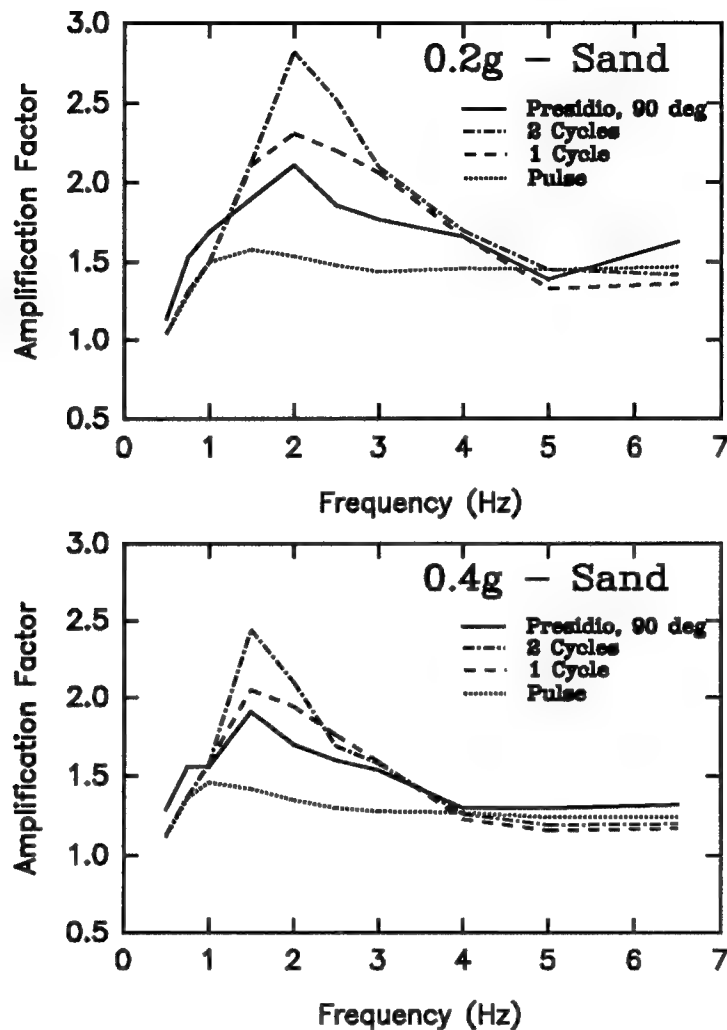 0.2g – Sand
Presidio, 90 deg
2 Cycles
1 Cycle
Pulse
Amplification Factor
3.0
2.5
2.0
1.5
1.0
0.5
0 1 2 3 4 5 6 7
Frequency (Hz)
0.4g – Sand
Presidio, 90 deg
2 Cycles
1 Cycle
Pulse
Amplification Factor
3.0
2.5
2.0
1.5
1.0
0.5
0 1 2 3 4 5 6 7
Frequency (Hz)